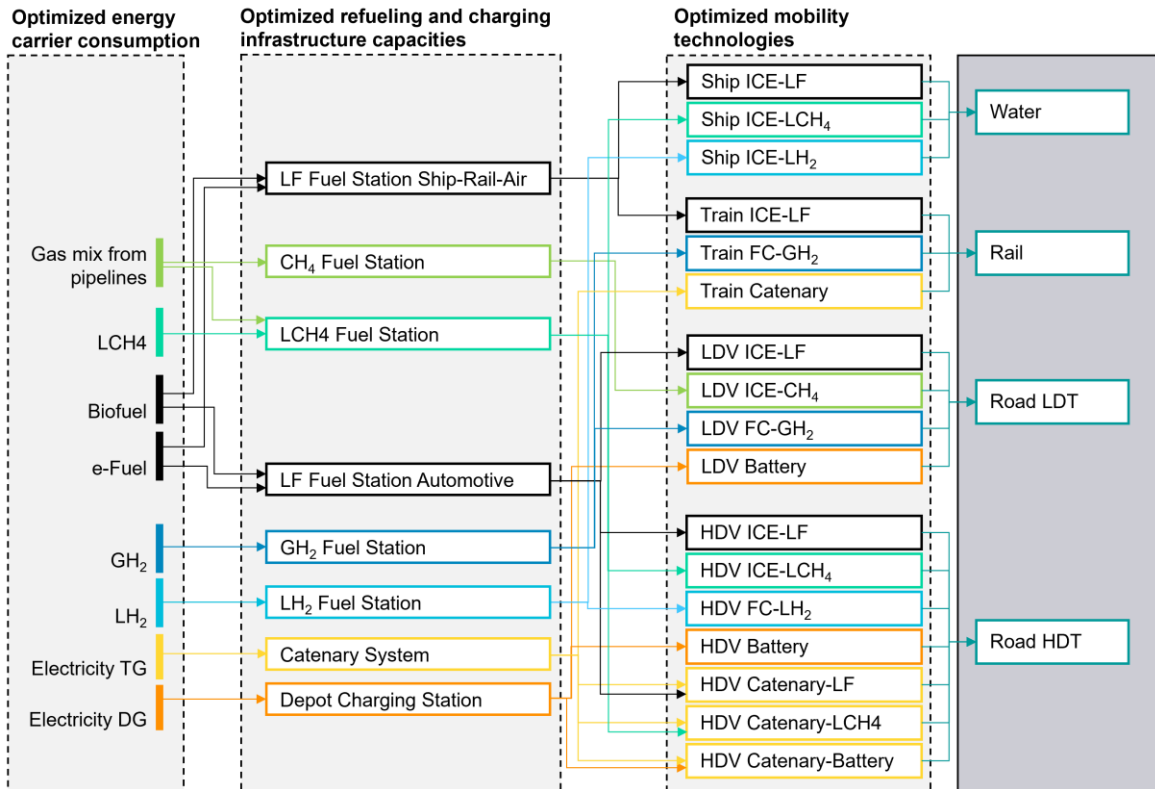 Optimized energy
carrier consumption
Optimized refueling and charging
infrastructure capacities
Optimized mobility
technologies
Gas mix from
pipelines
LCH4
Biofuel
e-Fuel
GH₂
LH₂
Electricity TG
Electricity DG
LF Fuel Station Ship-Rail-Air
CH₄ Fuel Station
LCH4 Fuel Station
LF Fuel Station Automotive
GH₂ Fuel Station
LH₂ Fuel Station
Catenary System
Depot Charging Station
Ship ICE-LF
Ship ICE-LCH₄
Ship ICE-LH₂
Train ICE-LF
Train FC-GH₂
Train Catenary
LDV ICE-LF
LDV ICE-CH₄
LDV FC-GH₂
LDV Battery
HDV ICE-LF
HDV ICE-LCH₄
HDV FC-LH₂
HDV Battery
HDV Catenary-LF
HDV Catenary-LCH4
HDV Catenary-Battery
Water
Rail
Road LDT
Road HDT